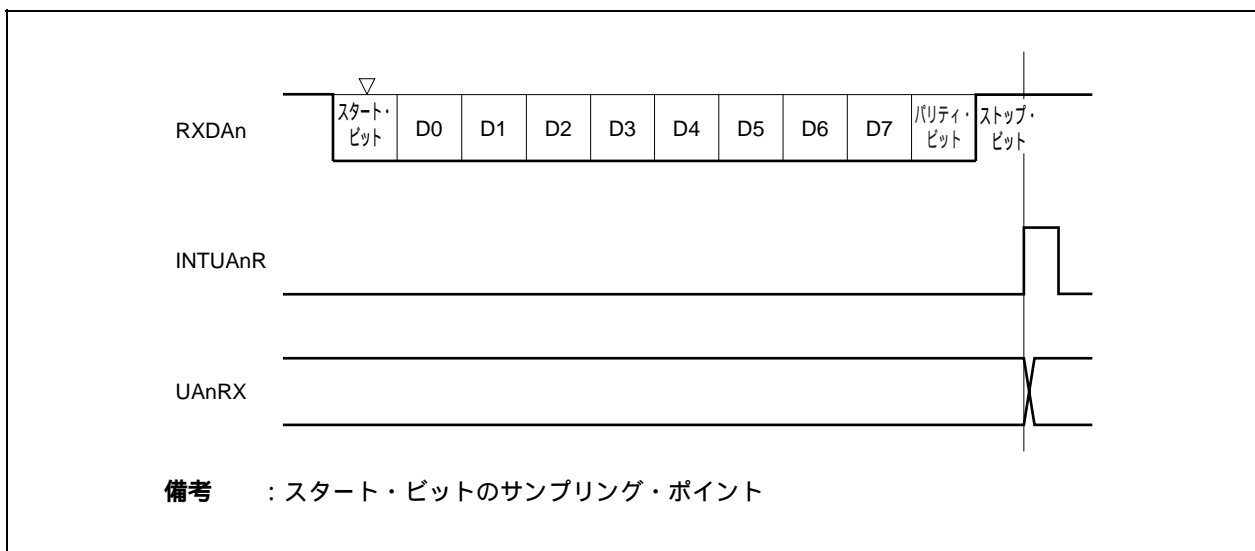 RXDAn
スタート・
ビット
D0 D1 D2 D3 D4 D5 D6 D7
パリティ・
ビット
ストップ・
ビット
INTUAnR
UAnRX
備考 ：スタート・ビットのサンプリング・ポイント